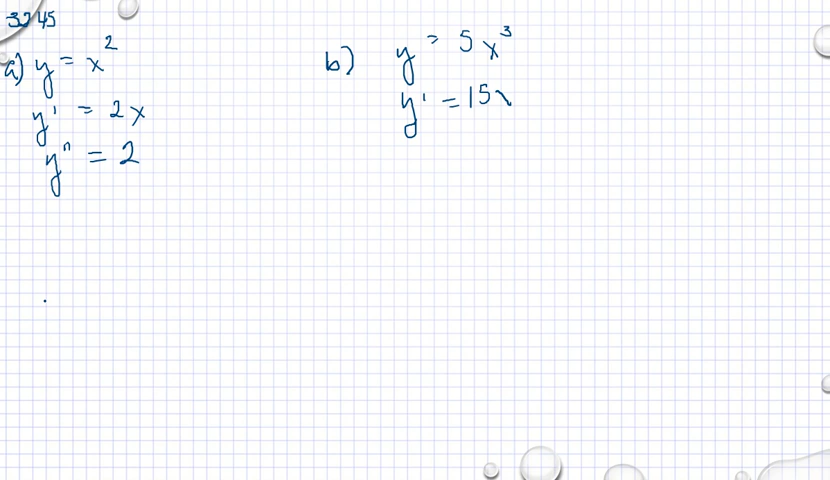 3245
a) y = x²
y' = 2x
y'' = 2
b) y = 5x³
y' = 15